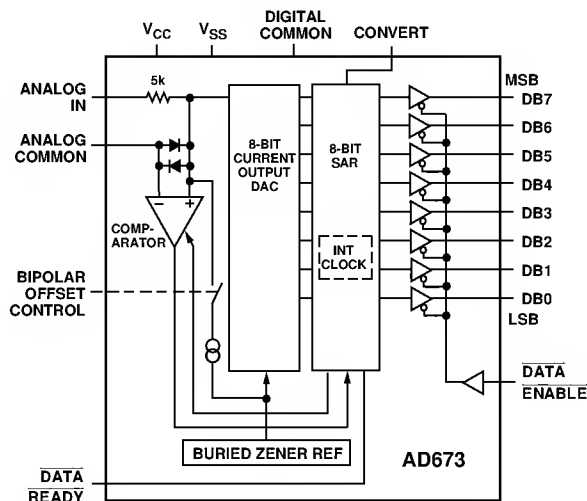 V_CC
V_SS
DIGITAL
COMMON
CONVERT
ANALOG
IN
5k
ANALOG
COMMON
8-BIT
CURRENT
OUTPUT
DAC
8-BIT
SAR
INT
CLOCK
MSB
DB7
DB6
DB5
DB4
DB3
DB2
DB1
DB0
LSB
–
+
COMP-
ARATOR
BIPOLAR
OFFSET
CONTROL
DATA
ENABLE
BURIED ZENER REF
AD673
DATA
READY